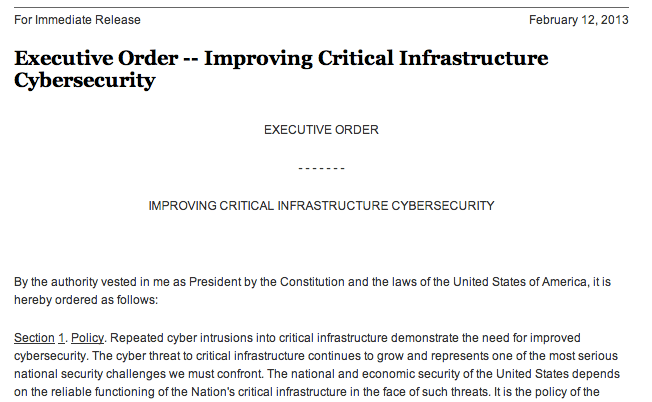 For Immediate Release
February 12, 2013
Executive Order -- Improving Critical Infrastructure
Cybersecurity
EXECUTIVE ORDER
- - - - - - -
IMPROVING CRITICAL INFRASTRUCTURE CYBERSECURITY
By the authority vested in me as President by the Constitution and the laws of the United States of America, it is
hereby ordered as follows:
Section 1. Policy. Repeated cyber intrusions into critical infrastructure demonstrate the need for improved
cybersecurity. The cyber threat to critical infrastructure continues to grow and represents one of the most serious
national security challenges we must confront. The national and economic security of the United States depends
on the reliable functioning of the Nation's critical infrastructure in the face of such threats. It is the policy of the